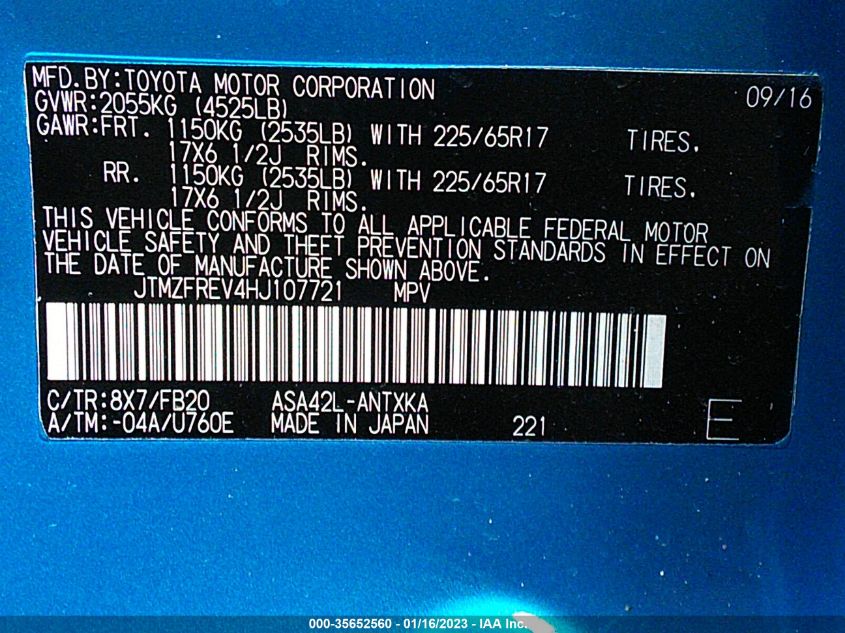 MFD.BY:TOYOTA MOTOR CORPORATION 09/16
GVWR:2055KG (4525LB)
GAWR:FRT. 1150KG (2535LB) WITH 225/65R17 TIRES.
17X6 1/2J RIMS.
RR. 1150KG (2535LB) WITH 225/65R17 TIRES.
17X6 1/2J RIMS.
THIS VEHICLE CONFORMS TO ALL APPLICABLE FEDERAL MOTOR
VEHICLE SAFETY AND THEFT PREVENTION STANDARDS IN EFFECT ON
THE DATE OF MANUFACTURE SHOWN ABOVE.
JTMZFREV4HJ107721 MPV
C/TR:8X7/FB20 ASA42L-ANTXKA
A/TM:-04A/U760E MADE IN JAPAN 221 E
000-35652560 - 01/16/2023 - IAA Inc.